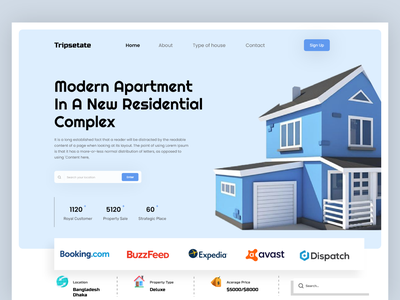 Tripsetate
Home
About
Type of house
Contact
Sign Up
Modern Apartment
In A New Residential
Complex
It is a long established fact that a reader will be distracted by the readable
content of a page when looking at its layout. The point of using Lorem Ipsum
is that it has a more-or-less normal distribution of letters, as opposed to
using 'Content here,
1120 +
5120 +
60 +
Royal Customer
Property Sale
Strategic Place
Booking.com
BuzzFeed
Expedia
avast
Dispatch
Location
Property Type
Average Price
Search...
Bangladesh
Dhaka
Deluxe
$5000/$8000